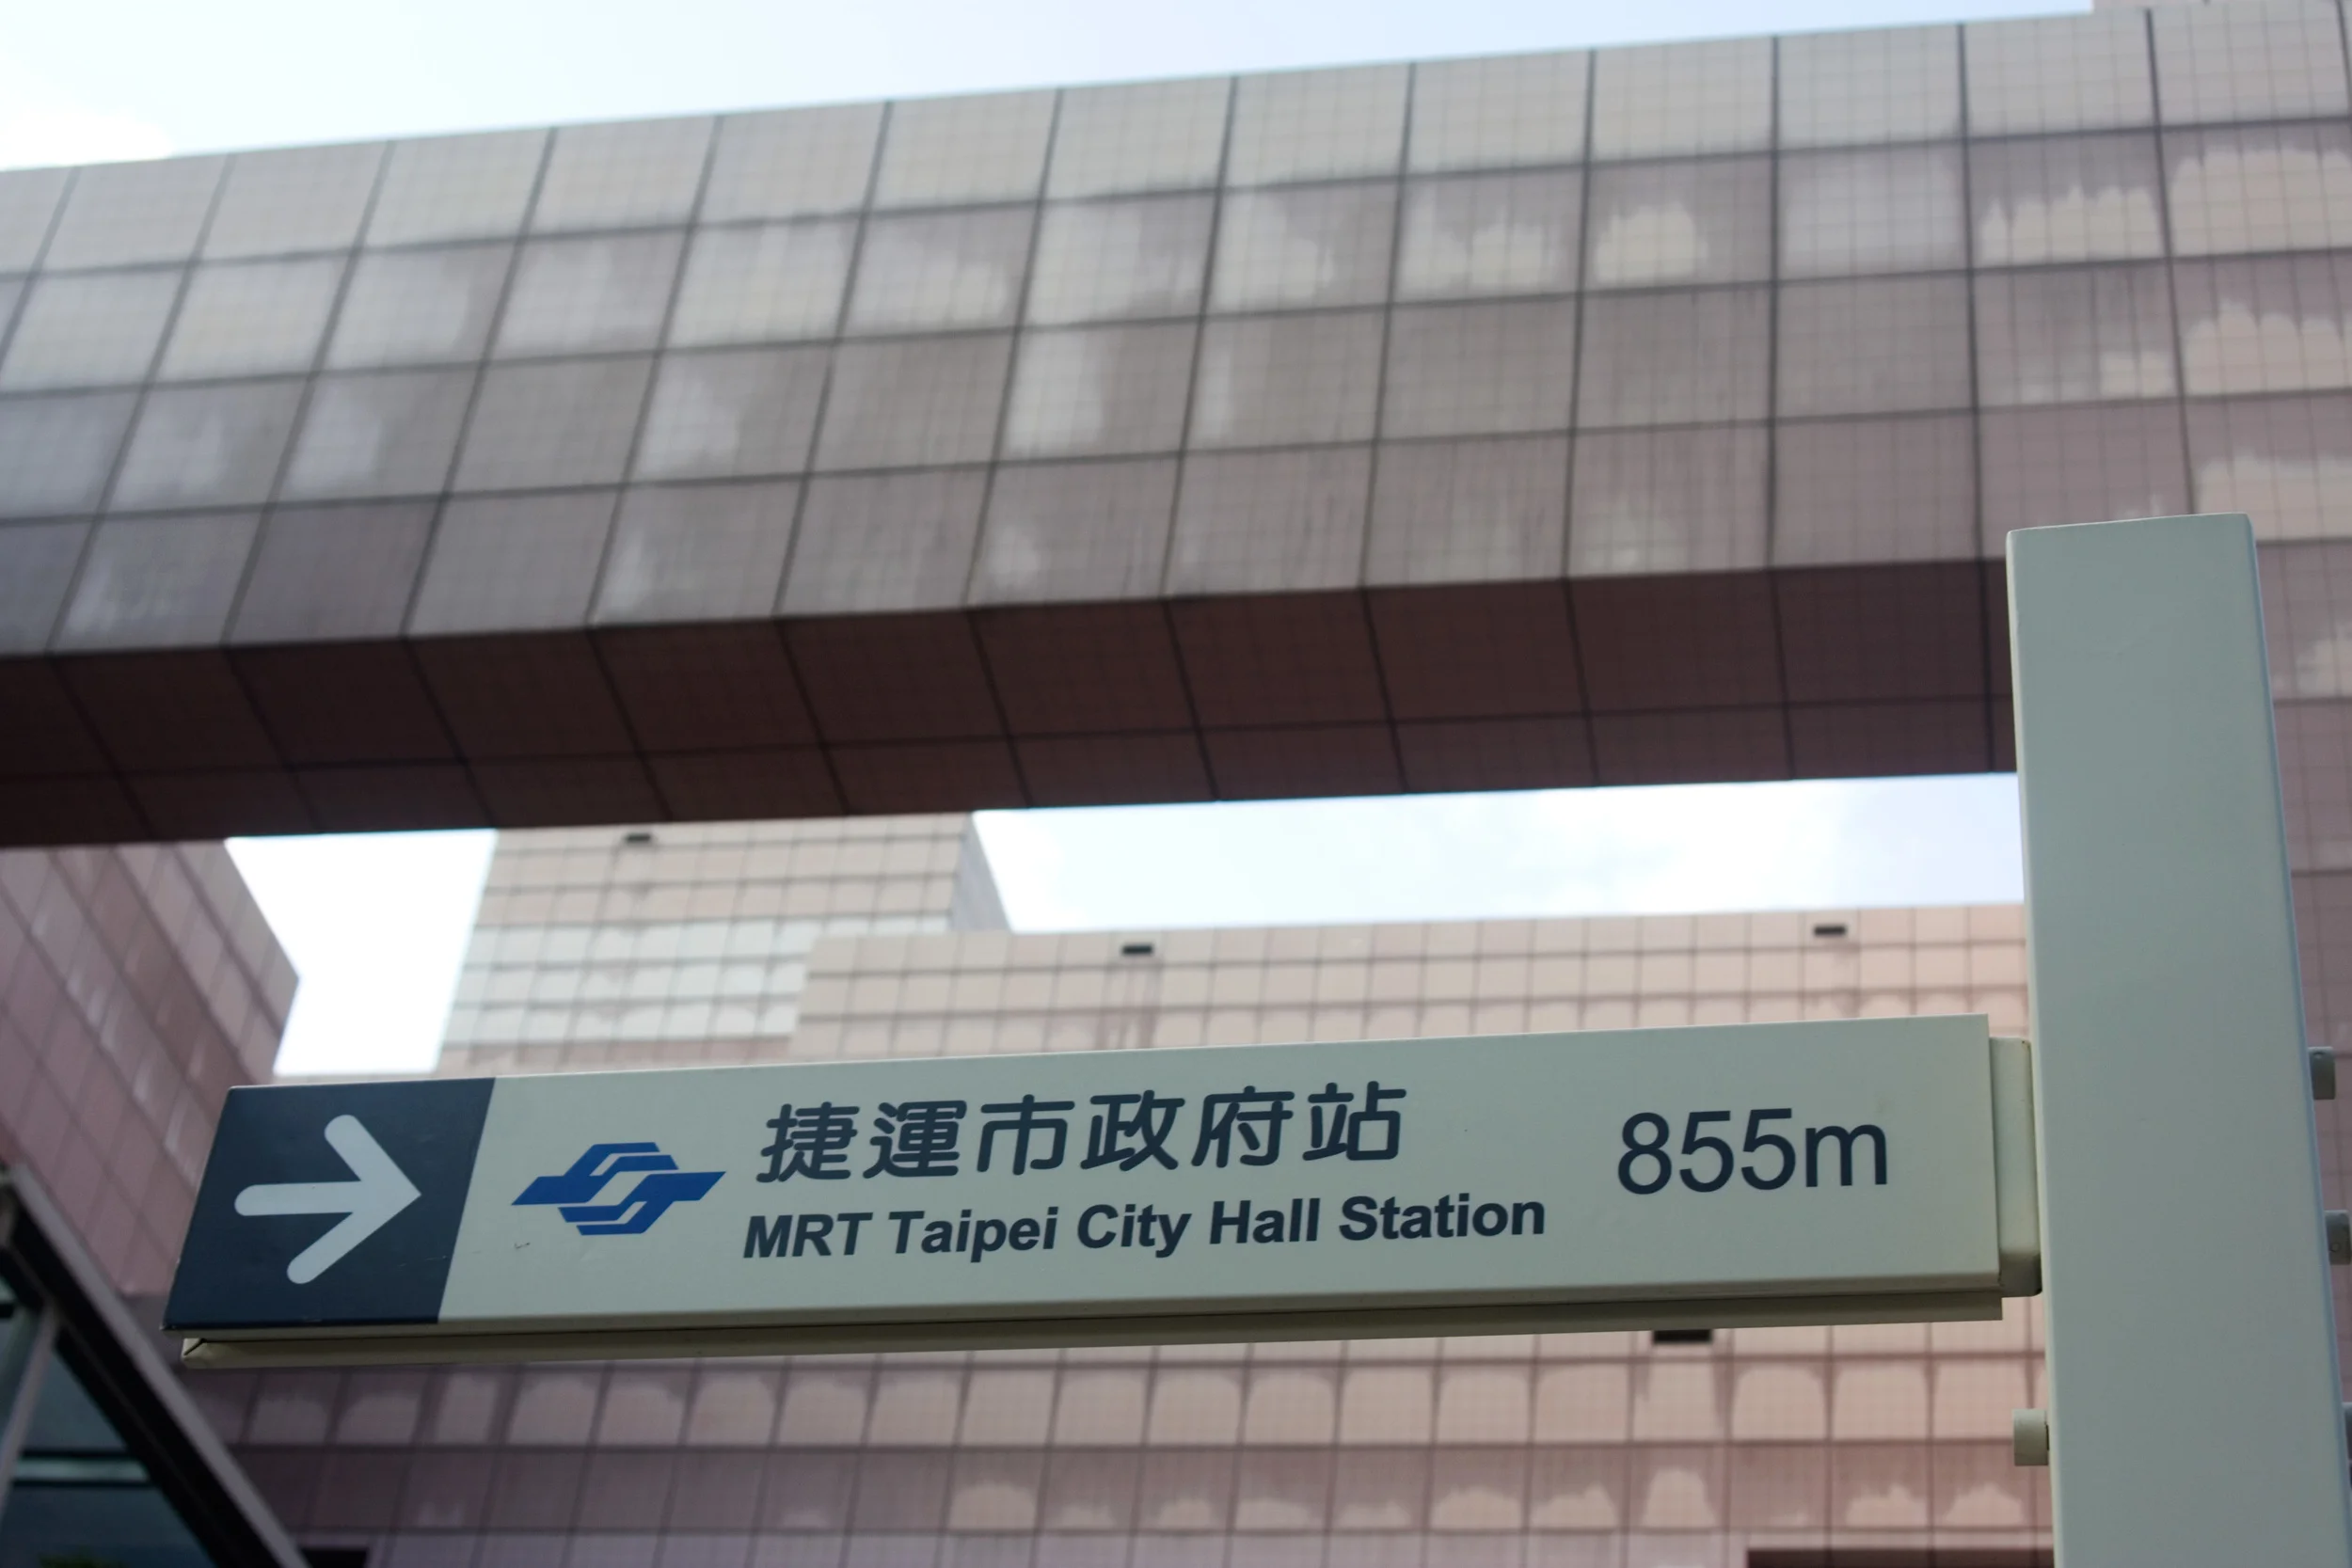 捷運市政府站
MRT Taipei City Hall Station
855m